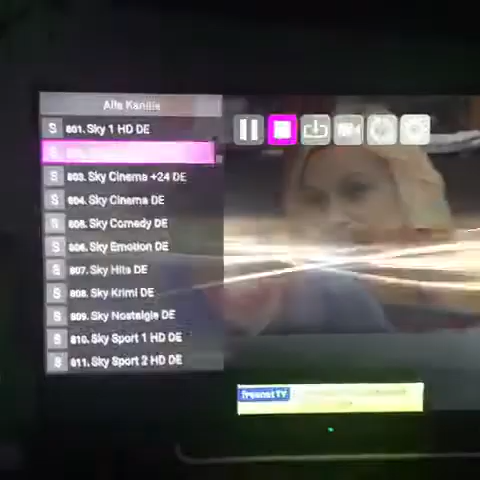 Alle Kanäle
S 801. Sky 1 HD DE
S 803. Sky Cinema +24 DE
S 804. Sky Cinema DE
S 805. Sky Comedy DE
S 806. Sky Emotion DE
S 807. Sky Hits DE
S 808. Sky Krimi DE
S 809. Sky Nostalgie DE
S 810. Sky Sport 1 HD DE
S 811. Sky Sport 2 HD DE
freenetTV